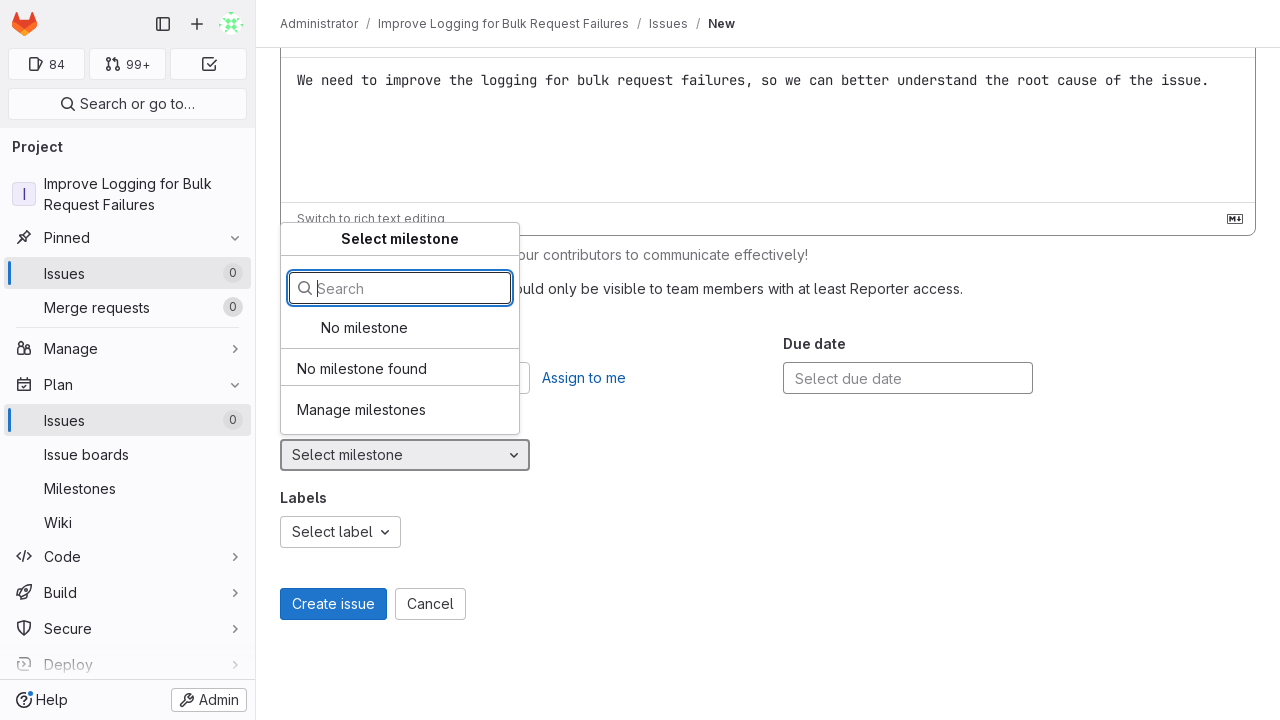 Administrator / Improve Logging for Bulk Request Failures / Issues / New
84
99+
Search or go to…
Project
I
Improve Logging for Bulk Request Failures
Pinned
Issues 0
Merge requests 0
Manage
Plan
Issues 0
Issue boards
Milestones
Wiki
Code
Build
Secure
Deploy
Help
Admin
We need to improve the logging for bulk request failures, so we can better understand the root cause of the issue.
Switch to rich text editing
our contributors to communicate effectively!
ould only be visible to team members with at least Reporter access.
Select milestone
Search
No milestone
No milestone found
Manage milestones
Assign to me
Due date
Select due date
Select milestone
Labels
Select label
Create issue
Cancel